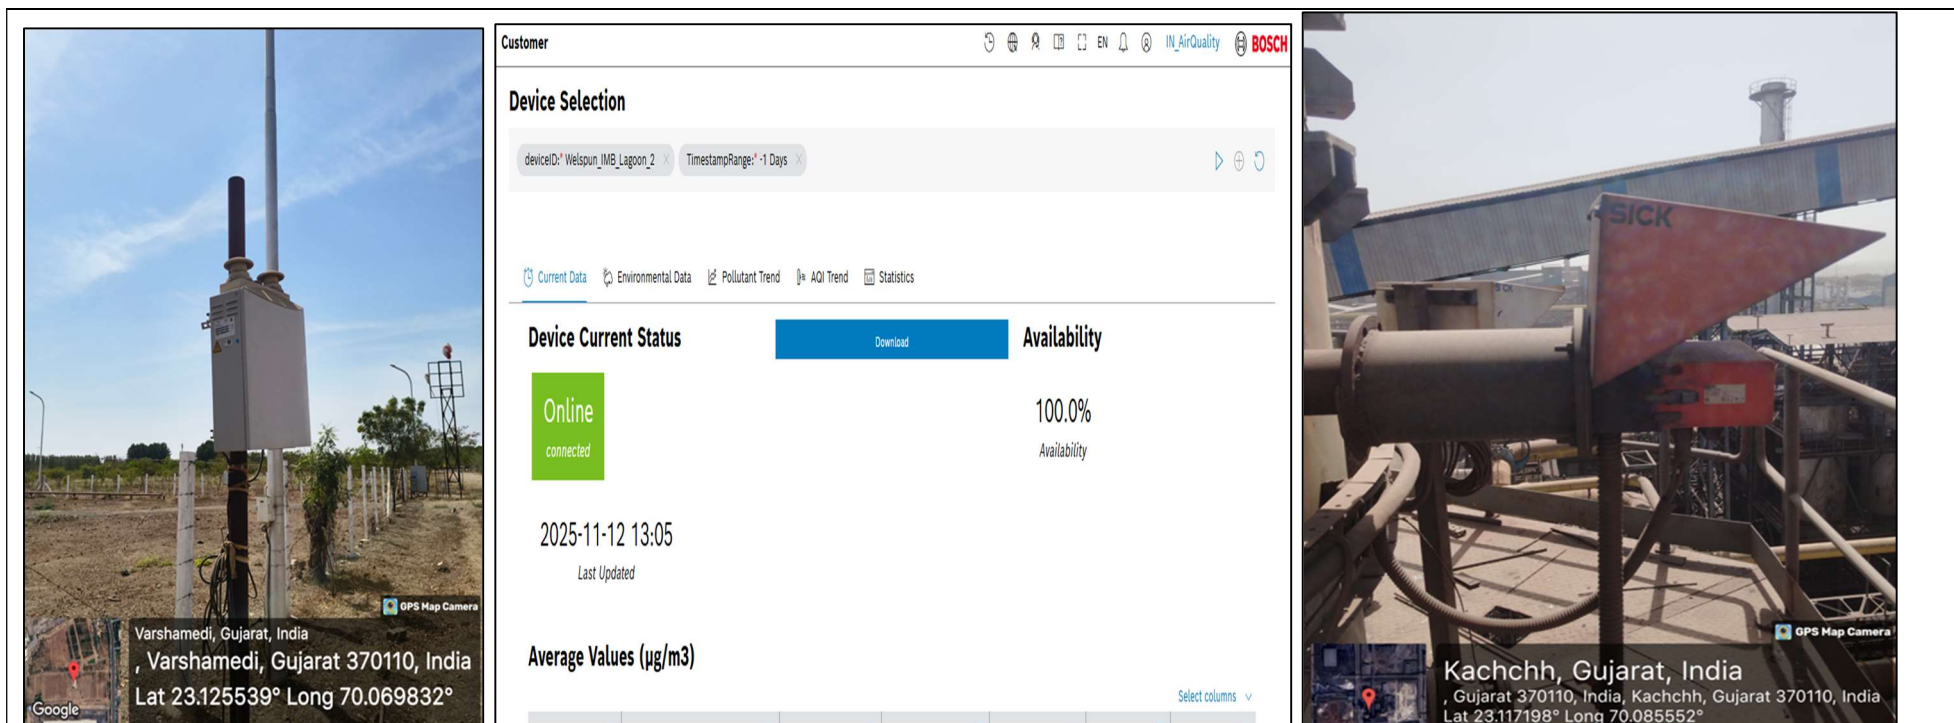 GPS Map Camera
Varshamedi, Gujarat, India
, Varshamedi, Gujarat 370110, India
Lat 23.125539° Long 70.069832°
Google
Customer
EN
IN_AirQuality
BOSCH
Device Selection
deviceID:* Welspun_IMB_Lagoon_2 ×
TimestampRange:* -1 Days ×
Current Data
Environmental Data
Pollutant Trend
AQI Trend
Statistics
Device Current Status
Download
Availability
Online
connected
100.0%
Availability
2025-11-12 13:05
Last Updated
Average Values (µg/m3)
Select columns
SICK
SICK
GPS Map Camera
Kachchh, Gujarat, India
, Gujarat 370110, India, Kachchh, Gujarat 370110, India
Lat 23.117198° Long 70.085552°